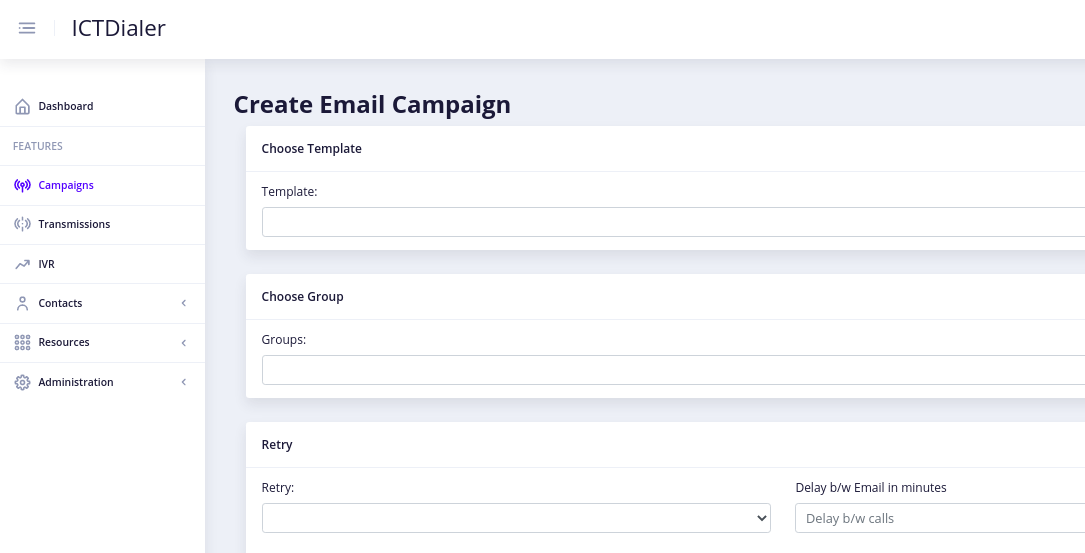 ICTDialer
Dashboard
FEATURES
Campaigns
Transmissions
IVR
Contacts
Resources
Administration
Create Email Campaign
Choose Template
Template:
Choose Group
Groups:
Retry
Retry:
Delay b/w Email in minutes
Delay b/w calls